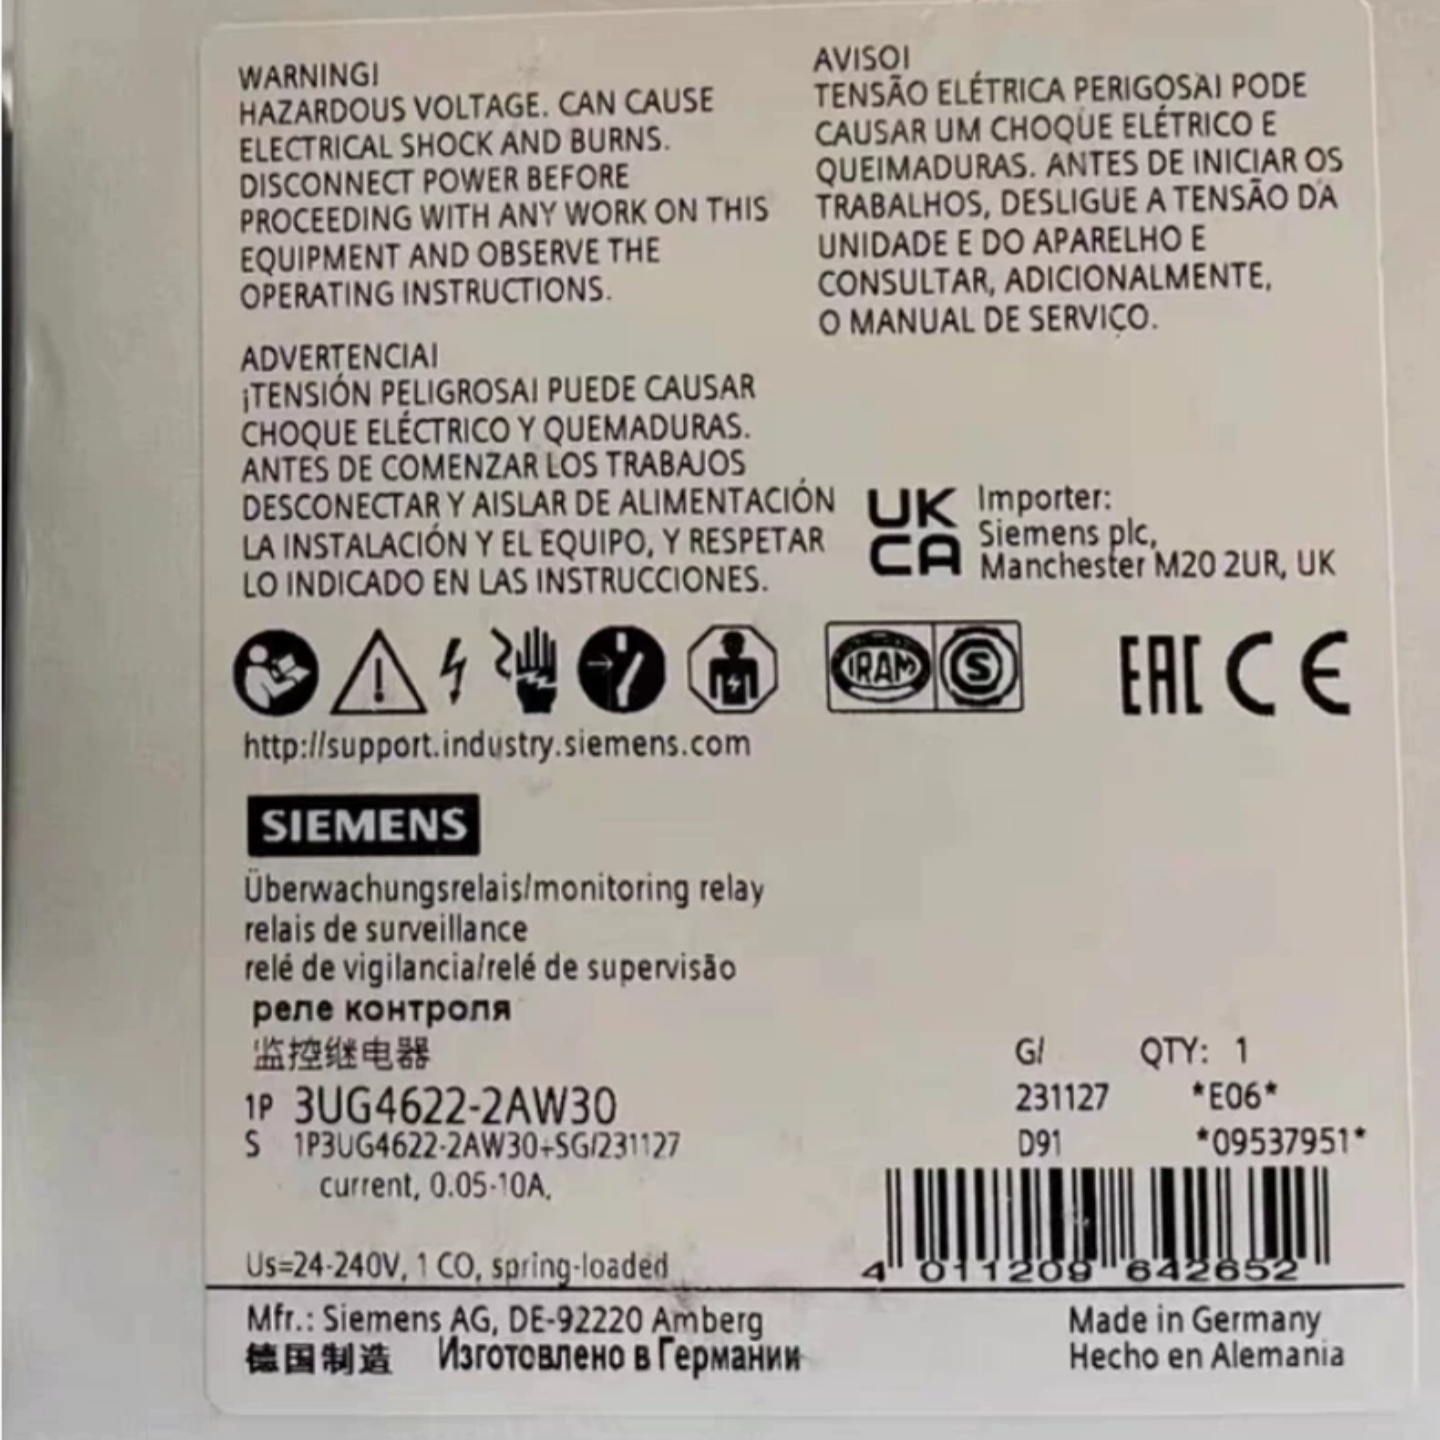 WARNING!
HAZARDOUS VOLTAGE. CAN CAUSE
ELECTRICAL SHOCK AND BURNS.
DISCONNECT POWER BEFORE
PROCEEDING WITH ANY WORK ON THIS
EQUIPMENT AND OBSERVE THE
OPERATING INSTRUCTIONS.
ADVERTENCIA!
¡TENSIÓN PELIGROSA! PUEDE CAUSAR
CHOQUE ELÉCTRICO Y QUEMADURAS.
ANTES DE COMENZAR LOS TRABAJOS
DESCONECTAR Y AISLAR DE ALIMENTACIÓN
LA INSTALACIÓN Y EL EQUIPO, Y RESPETAR
LO INDICADO EN LAS INSTRUCCIONES.
AVISO!
TENSÃO ELÉTRICA PERIGOSA! PODE
CAUSAR UM CHOQUE ELÉTRICO E
QUEIMADURAS. ANTES DE INICIAR OS
TRABALHOS, DESLIGUE A TENSÃO DA
UNIDADE E DO APARELHO E
CONSULTAR, ADICIONALMENTE,
O MANUAL DE SERVIÇO.
UK
CA
Importer:
Siemens plc,
Manchester M20 2UR, UK
IRAM S EAC CE
http://support.industry.siemens.com
SIEMENS
Überwachungsrelais/monitoring relay
relais de surveillance
relé de vigilancia/relé de supervisão
реле контроля
监控继电器
G/ QTY: 1
1P 3UG4622-2AW30 231127 *E06*
S 1P3UG4622-2AW30+SG/231127 D91 *09537951*
current, 0.05-10A,
Us=24-240V, 1 CO, spring-loaded
4 011209 642652
Mfr.: Siemens AG, DE-92220 Amberg Made in Germany
德国制造 Изготовлено в Германии Hecho en Alemania